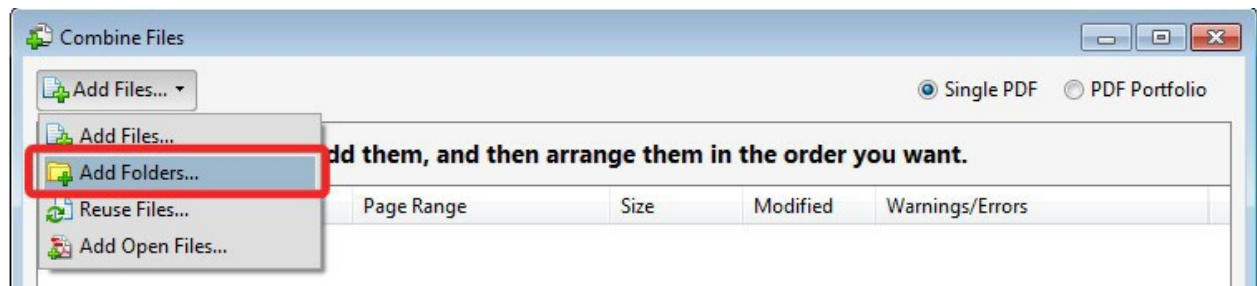 Combine Files
Add Files...
Single PDF PDF Portfolio
Add Files...
dd them, and then arrange them in the order you want.
Add Folders...
Page Range Size Modified Warnings/Errors
Reuse Files...
Add Open Files...